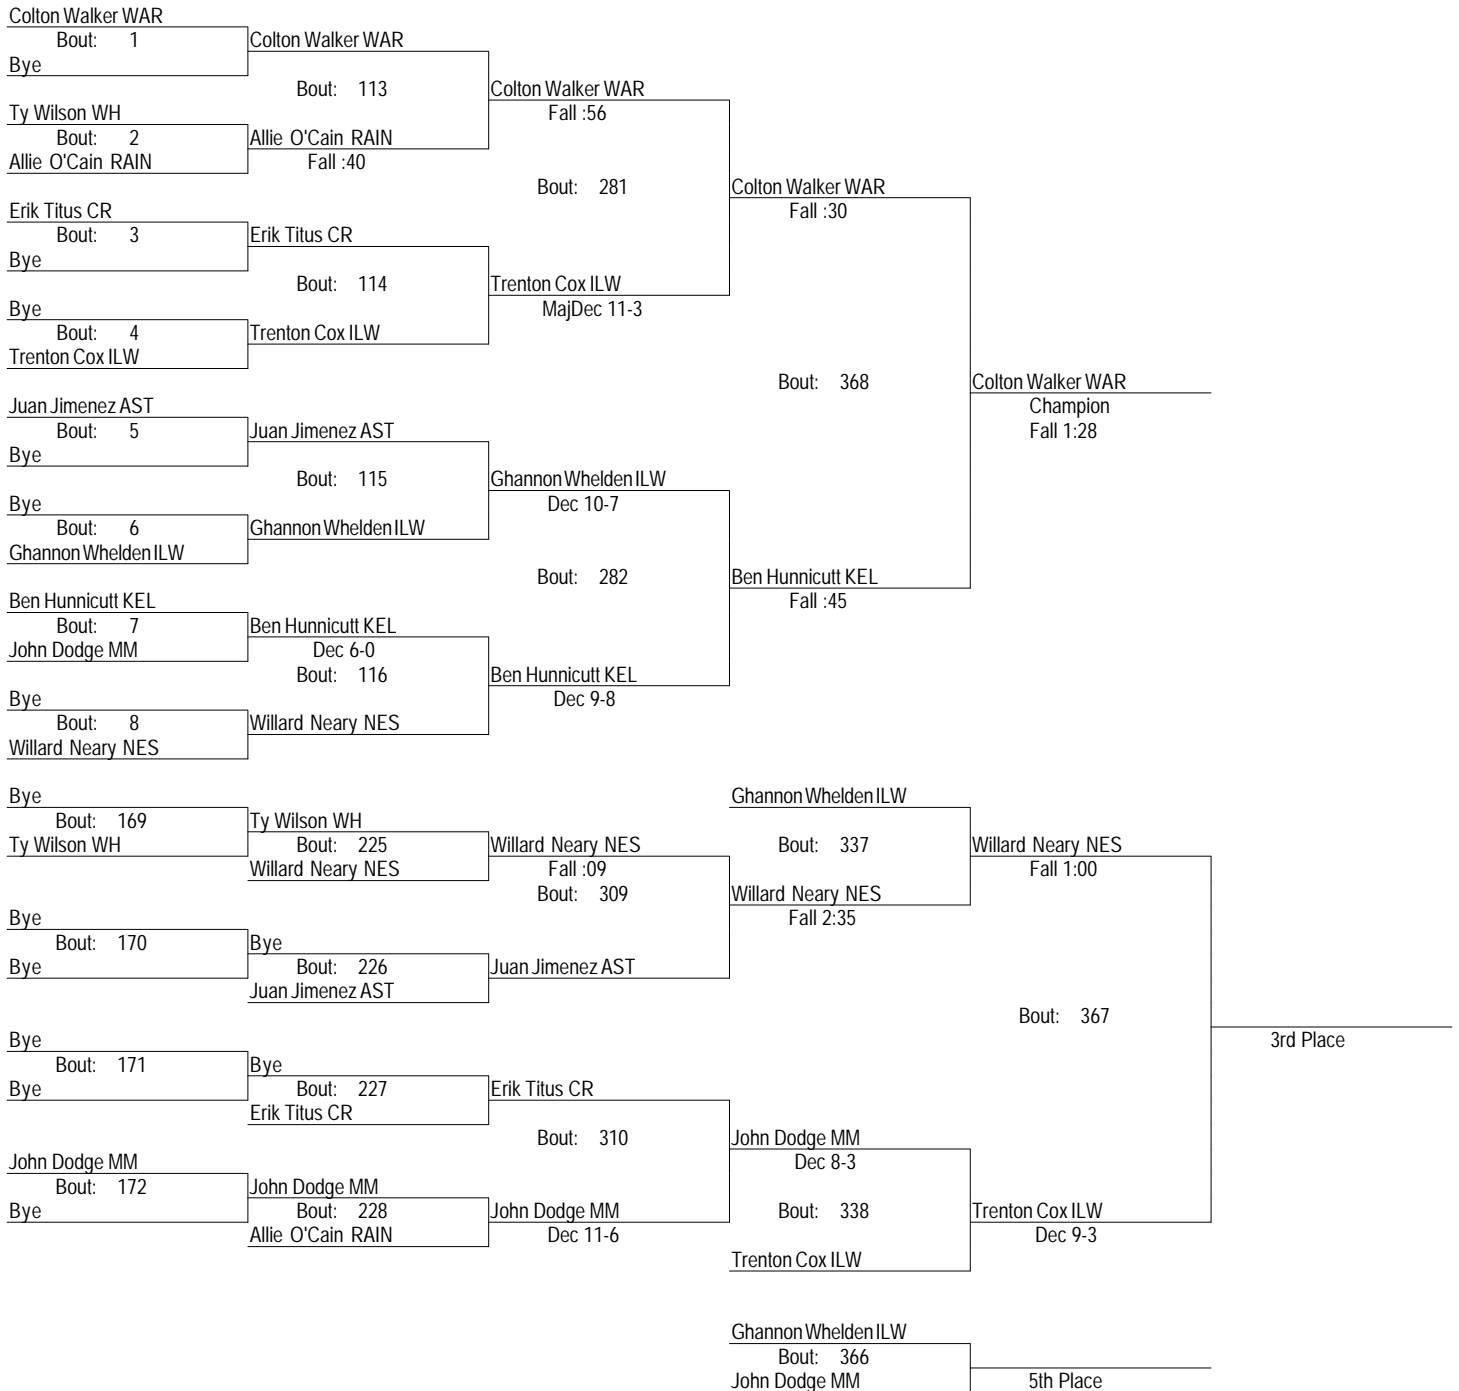 Colton Walker WAR
Bout: 1
Bye
Colton Walker WAR
Bout: 113
Ty Wilson WH
Bout: 2
Allie O'Cain RAIN
Allie O'Cain RAIN
Fall :40
Colton Walker WAR
Fall :56
Bout: 281
Erik Titus CR
Bout: 3
Bye
Erik Titus CR
Bout: 114
Bye
Bout: 4
Trenton Cox ILW
Trenton Cox ILW
Trenton Cox ILW
MajDec 11-3
Colton Walker WAR
Fall :30
Bout: 368
Juan Jimenez AST
Bout: 5
Bye
Juan Jimenez AST
Bout: 115
Bye
Bout: 6
Ghannon Whelden ILW
Ghannon Whelden ILW
Ghannon Whelden ILW
Dec 10-7
Bout: 282
Ben Hunnicutt KEL
Bout: 7
John Dodge MM
Ben Hunnicutt KEL
Dec 6-0
Bout: 116
Bye
Bout: 8
Willard Neary NES
Willard Neary NES
Ben Hunnicutt KEL
Dec 9-8
Ben Hunnicutt KEL
Fall :45
Colton Walker WAR
Champion
Fall 1:28
Bye
Bout: 169
Ty Wilson WH
Ty Wilson WH
Bout: 225
Willard Neary NES
Willard Neary NES
Fall :09
Bout: 309
Bye
Bout: 170
Bye
Bye
Bout: 226
Juan Jimenez AST
Juan Jimenez AST
Ghannon Whelden ILW
Bout: 337
Willard Neary NES
Fall 2:35
Willard Neary NES
Fall 1:00
Bout: 367
3rd Place
Bye
Bout: 171
Bye
Bye
Bout: 227
Erik Titus CR
Erik Titus CR
Bout: 310
John Dodge MM
Bout: 172
Bye
John Dodge MM
Bout: 228
Allie O'Cain RAIN
John Dodge MM
Dec 11-6
John Dodge MM
Dec 8-3
Bout: 338
Trenton Cox ILW
Trenton Cox ILW
Dec 9-3
Ghannon Whelden ILW
Bout: 366
John Dodge MM
5th Place